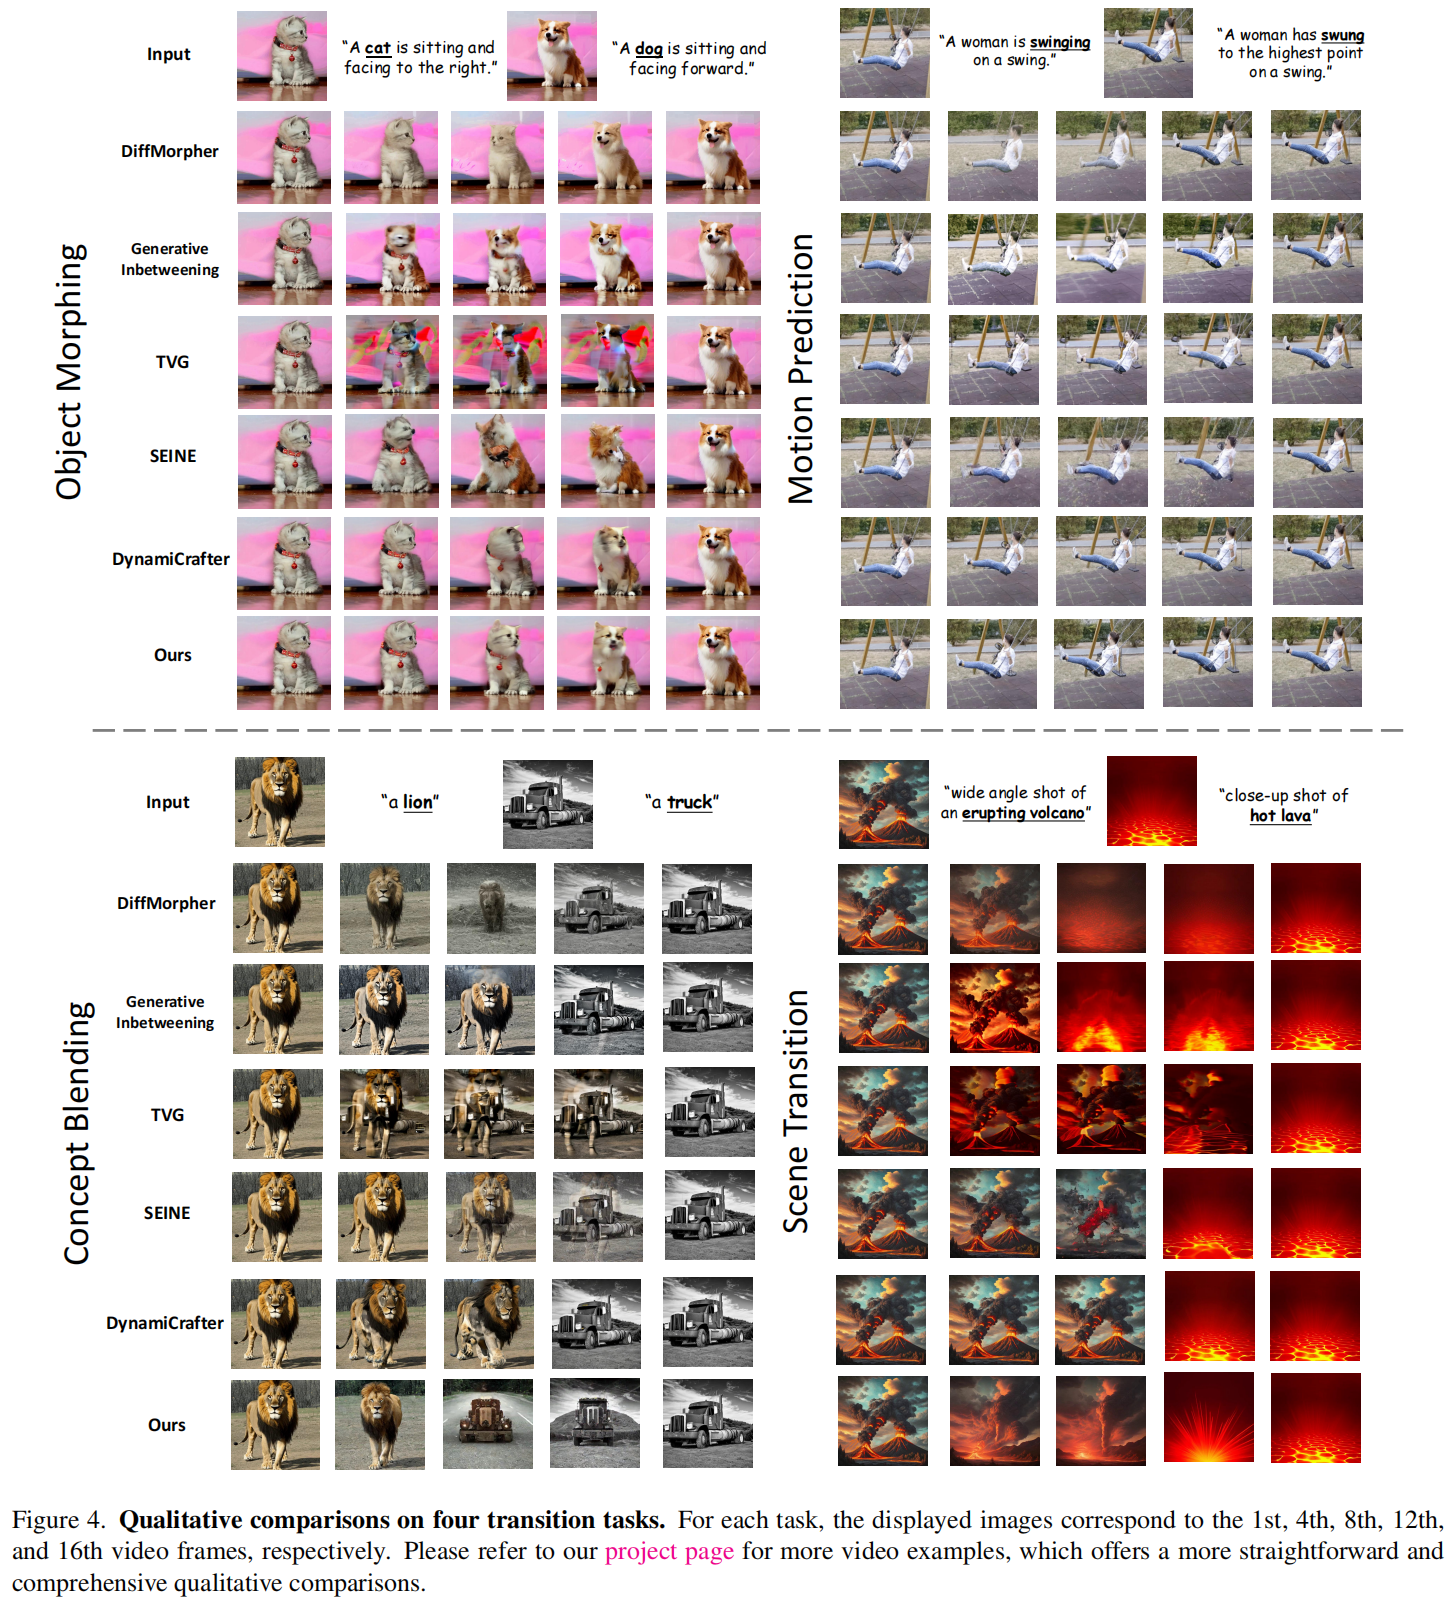 Input
“A cat is sitting and
facing to the right.”
“A dog is sitting and
facing forward.”
DiffMorpher
Generative
Inbetweening
TVG
SEINE
DynamiCrafter
Ours
Object Morphing
“A woman is swinging
on a swing.”
“A woman has swung
to the highest point
on a swing.”
Motion Prediction
Input
“a lion”
“a truck”
DiffMorpher
Generative
Inbetweening
TVG
SEINE
DynamiCrafter
Ours
Concept Blending
“wide angle shot of
an erupting volcano”
“close-up shot of
hot lava”
Scene Transition
Figure 4. Qualitative comparisons on four transition tasks. For each task, the displayed images correspond to the 1st, 4th, 8th, 12th,
and 16th video frames, respectively. Please refer to our project page for more video examples, which offers a more straightforward and
comprehensive qualitative comparisons.